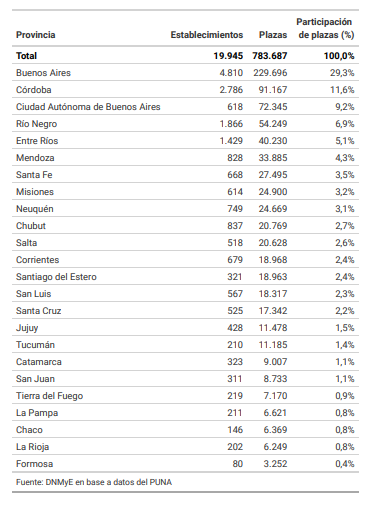 Participación
Provincia Establecimientos Plazas de plazas (%)
Total 19.945 783.687 100,0%
Buenos Aires 4.810 229.696 29,3%
Córdoba 2.786 91.167 11,6%
Ciudad Autónoma de Buenos Aires 618 72.345 9,2%
Río Negro 1.866 54.249 6,9%
Entre Ríos 1.429 40.230 5,1%
Mendoza 828 33.885 4,3%
Santa Fe 668 27.495 3,5%
Misiones 614 24.900 3,2%
Neuquén 749 24.669 3,1%
Chubut 837 20.769 2,7%
Salta 518 20.628 2,6%
Corrientes 679 18.968 2,4%
Santiago del Estero 321 18.963 2,4%
San Luis 567 18.317 2,3%
Santa Cruz 525 17.342 2,2%
Jujuy 428 11.478 1,5%
Tucumán 210 11.185 1,4%
Catamarca 323 9.007 1,1%
San Juan 311 8.733 1,1%
Tierra del Fuego 219 7.170 0,9%
La Pampa 211 6.621 0,8%
Chaco 146 6.369 0,8%
La Rioja 202 6.249 0,8%
Formosa 80 3.252 0,4%
Fuente: DNMyE en base a datos del PUNA